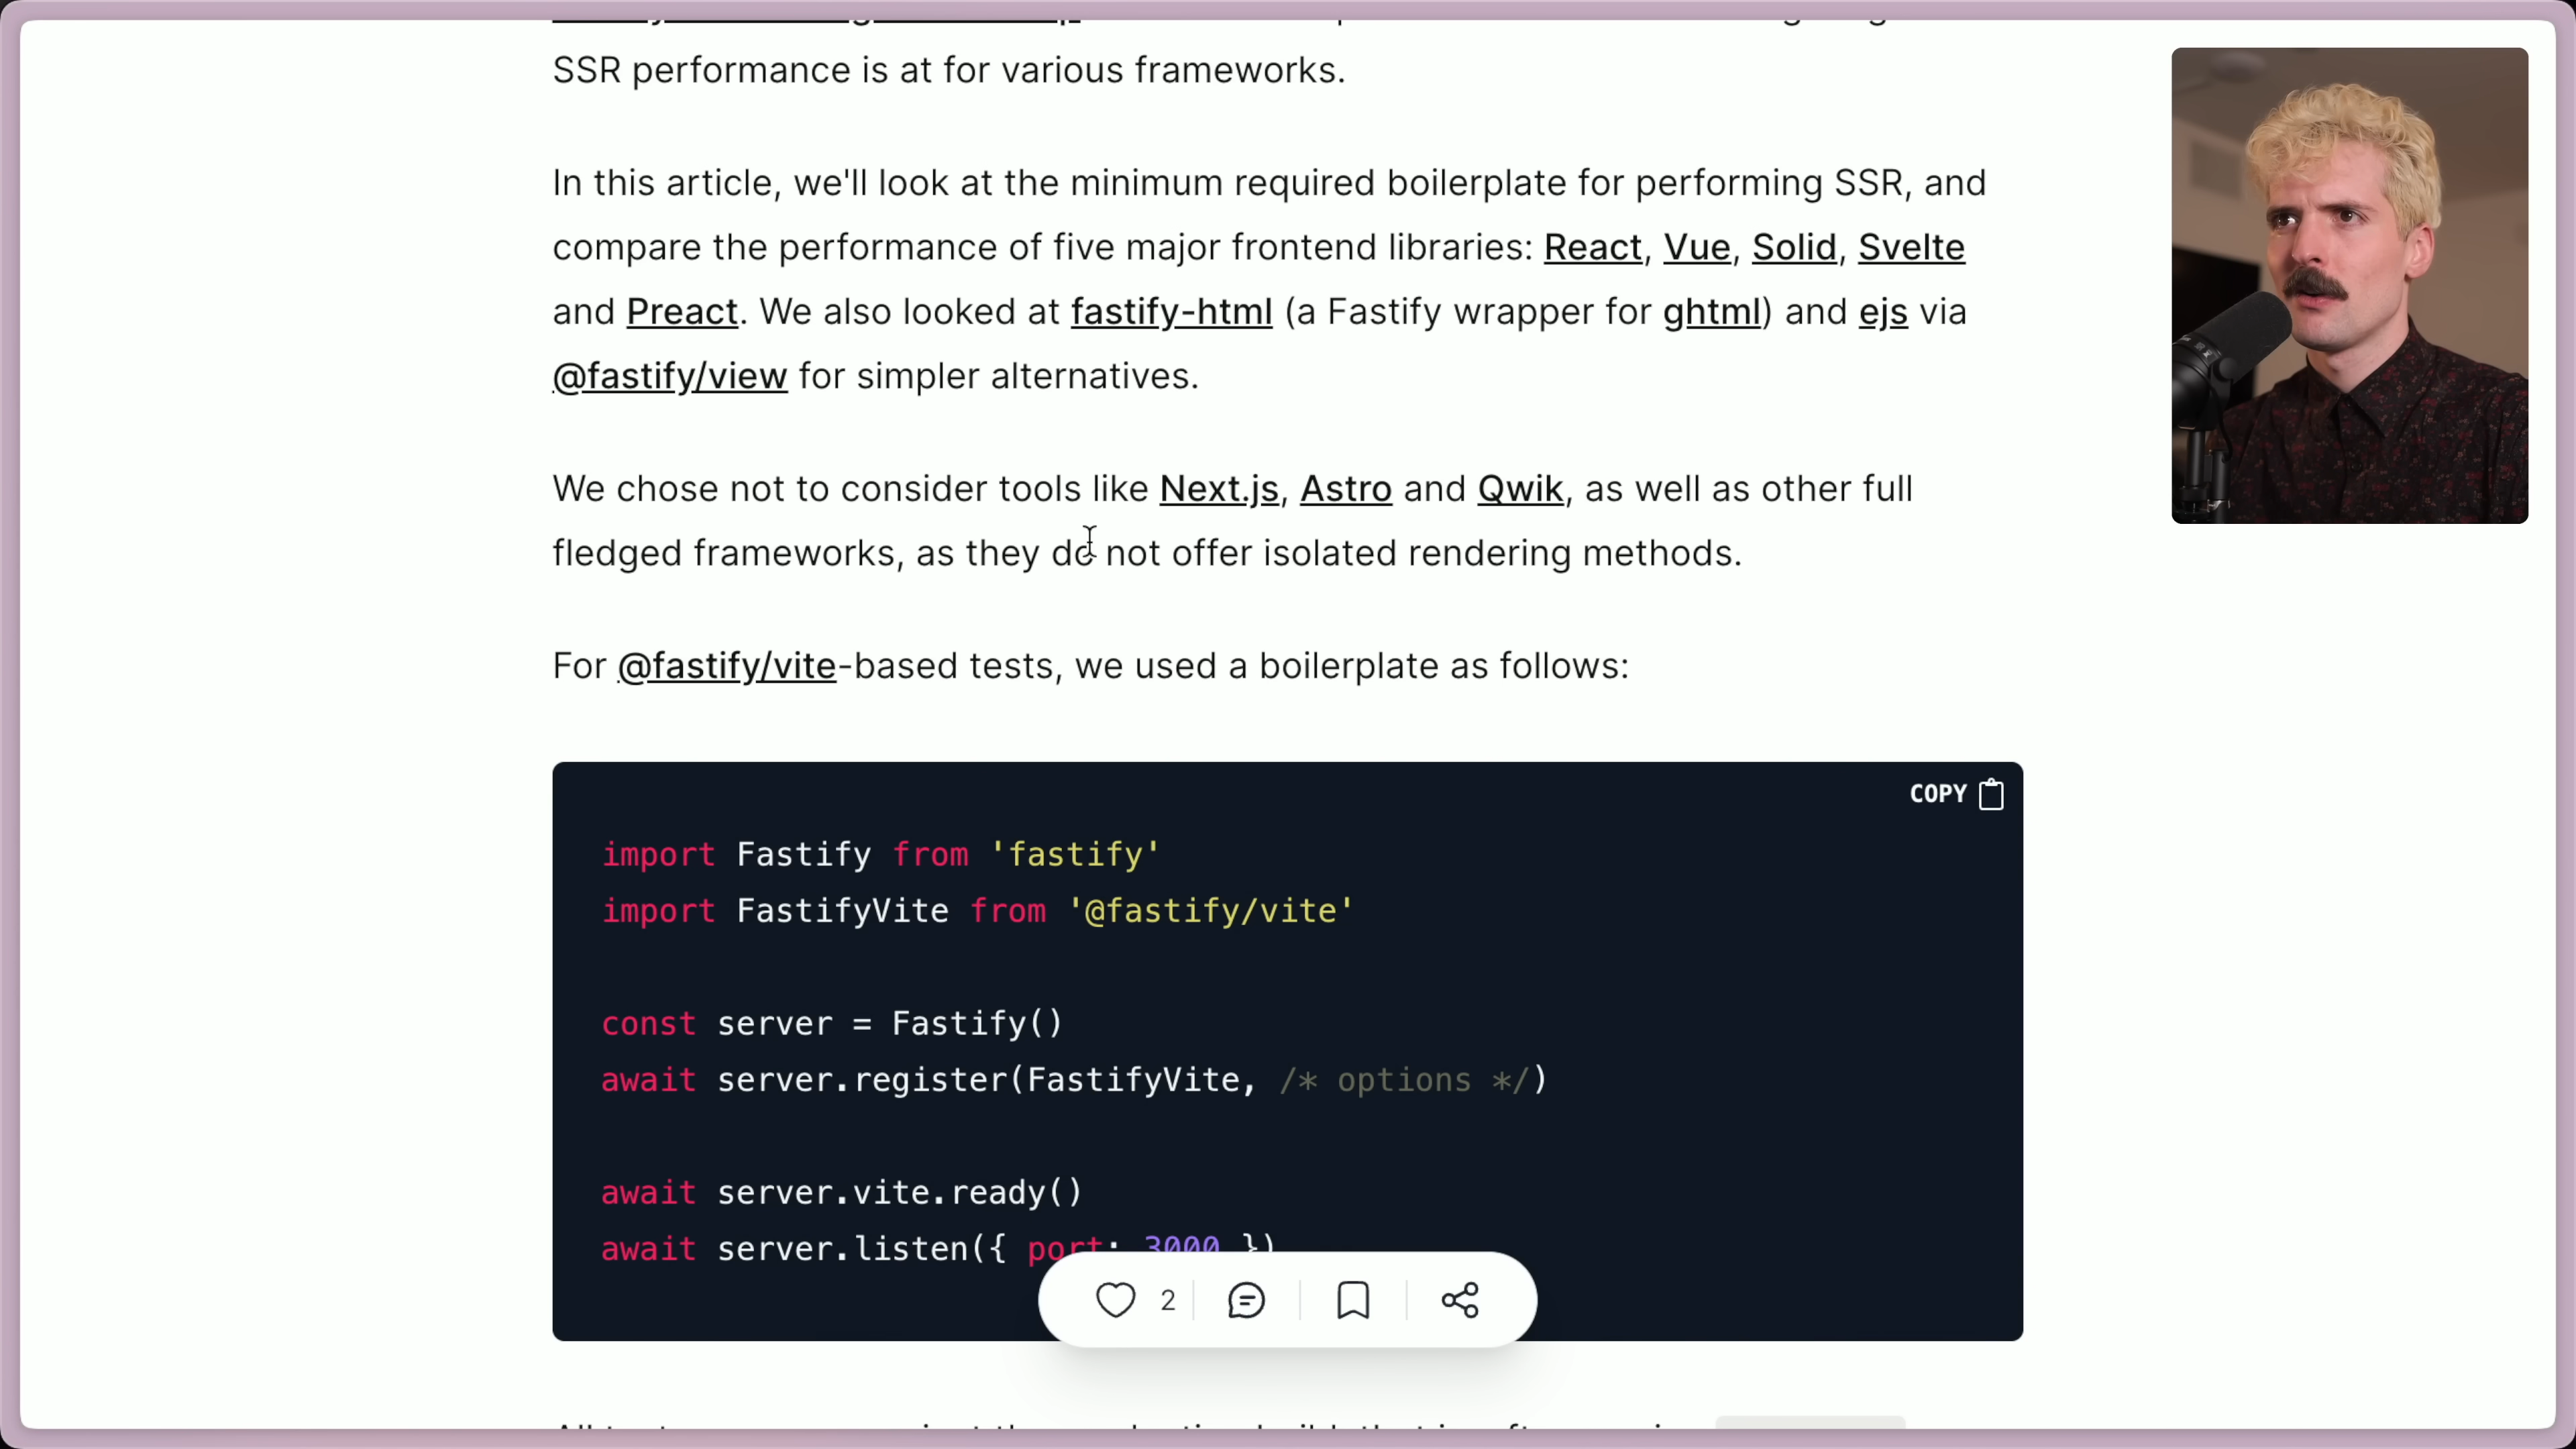 SSR performance is at for various frameworks.
In this article, we'll look at the minimum required boilerplate for performing SSR, and
compare the performance of five major frontend libraries: React, Vue, Solid, Svelte
and Preact. We also looked at fastify-html (a Fastify wrapper for ghtml) and ejs via
@fastify/view for simpler alternatives.
We chose not to consider tools like Next.js, Astro and Qwik, as well as other full
fledged frameworks, as they do not offer isolated rendering methods.
For @fastify/vite-based tests, we used a boilerplate as follows:
COPY
import Fastify from 'fastify'
import FastifyVite from '@fastify/vite'
const server = Fastify()
await server.register(FastifyVite, /* options */)
await server.vite.ready()
await server.listen({ port: 3000 })
2